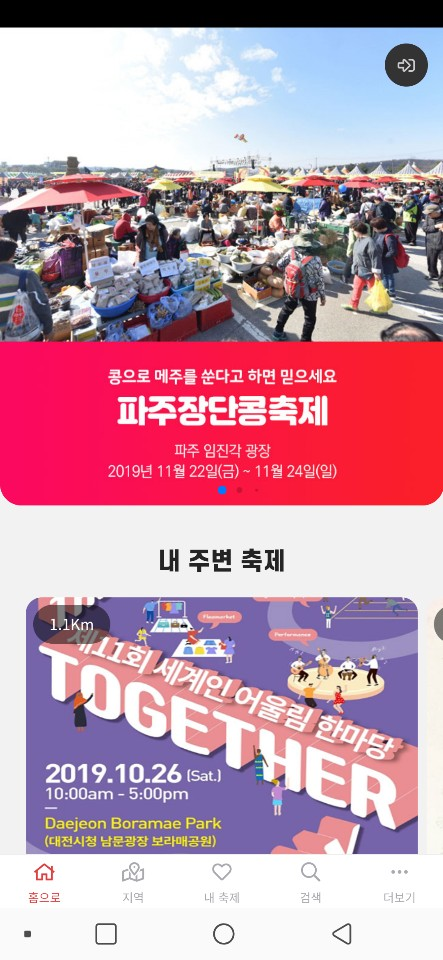 콩으로 메주를 쑨다고 하면 믿으세요
파주장단콩축제
파주 임진각 광장
2019년 11월 22일(금) ~ 11월 24일(일)
내 주변 축제
1.1Km
Fleamarket
Performance
제11회 세계인 어울림 한마당
TOGETHER
2019.10.26 (Sat.)
10:00am - 5:00pm
Daejeon Boramae Park
(대전시청 남문광장 보라매공원)
홈으로
지역
내 축제
검색
더보기